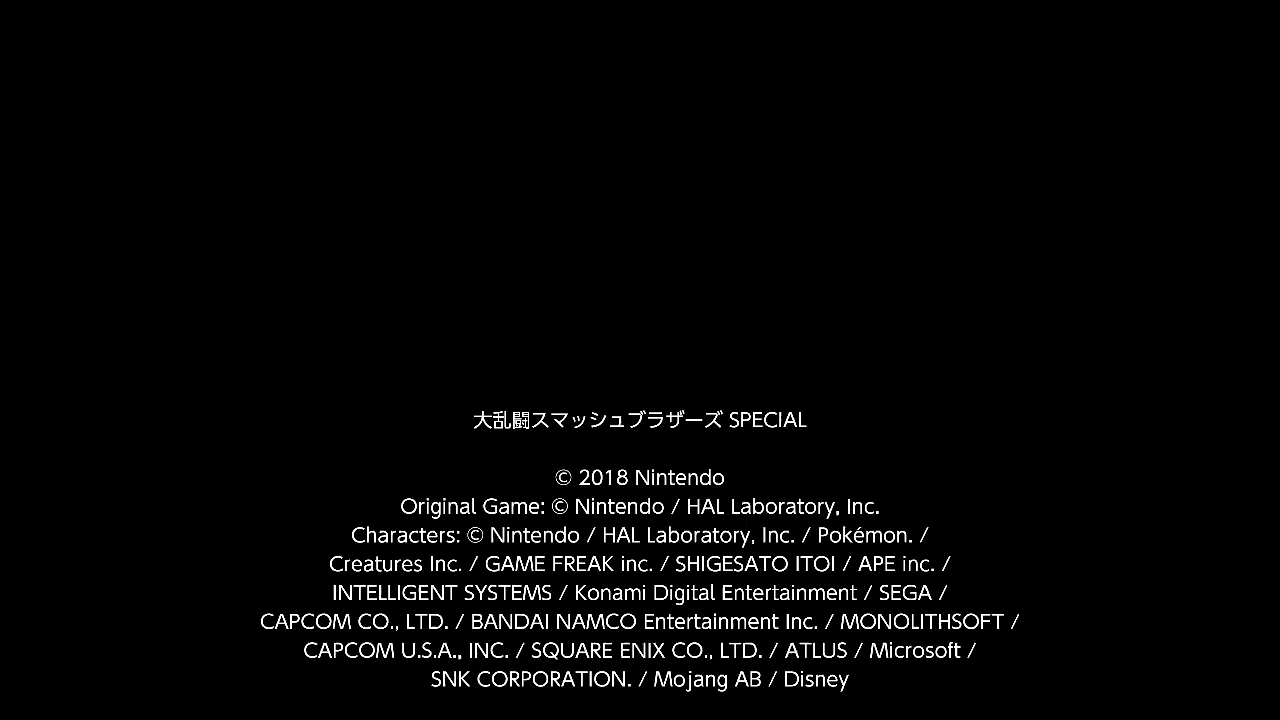 大乱闘スマッシュブラザーズ SPECIAL
© 2018 Nintendo
Original Game: © Nintendo / HAL Laboratory, Inc.
Characters: © Nintendo / HAL Laboratory, Inc. / Pokémon. /
Creatures Inc. / GAME FREAK inc. / SHIGESATO ITOI / APE inc. /
INTELLIGENT SYSTEMS / Konami Digital Entertainment / SEGA /
CAPCOM CO., LTD. / BANDAI NAMCO Entertainment Inc. / MONOLITHSOFT /
CAPCOM U.S.A., INC. / SQUARE ENIX CO., LTD. / ATLUS / Microsoft /
SNK CORPORATION. / Mojang AB / Disney